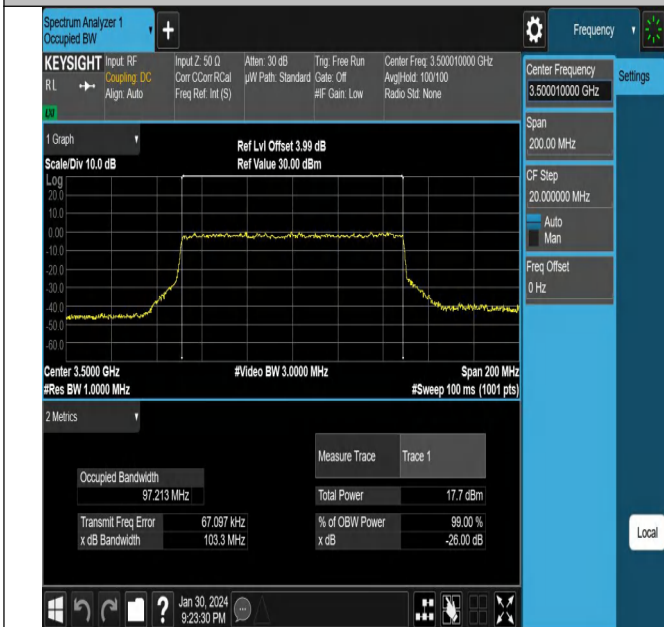 Spectrum Analyzer 1
Occupied BW
+
Frequency
KEYSIGHT
RL
LXI
Input: RF
Coupling: DC
Align: Auto
Input Z: 50 Ω
Corr CCorr RCal
Freq Ref: Int (S)
Atten: 30 dB
µW Path: Standard
Trig: Free Run
Gate: Off
#IF Gain: Low
Center Freq: 3.500010000 GHz
Avg|Hold: 100/100
Radio Std: None
Center Frequency
3.500010000 GHz
Settings
Span
200.00 MHz
CF Step
20.000000 MHz
Auto
Man
Freq Offset
0 Hz
Local
1 Graph
Scale/Div 10.0 dB
Ref Lvl Offset 3.99 dB
Ref Value 30.00 dBm
Log
20.0
10.0
0.00
-10.0
-20.0
-30.0
-40.0
-50.0
-60.0
Center 3.5000 GHz
#Res BW 1.0000 MHz
#Video BW 3.0000 MHz
Span 200 MHz
#Sweep 100 ms (1001 pts)
2 Metrics
Measure Trace Trace 1
Occupied Bandwidth
97.213 MHz
Total Power 17.7 dBm
Transmit Freq Error 67.097 kHz
% of OBW Power 99.00 %
x dB Bandwidth 103.3 MHz
x dB -26.00 dB
?
Jan 30, 2024
9:23:30 PM